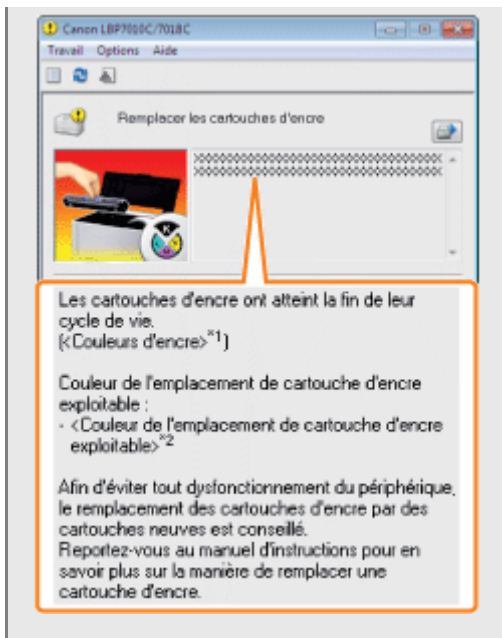 Canon LBP7010C/7018C
Travail Options Aide
Remplacer les cartouches d'encre
XXXXXXXXXXXXXXXXXXXXXXXXXXXXXXXXXXX
XXXXXXXXXXXXXXXXXXXXXXXXXXXXXXXXXXX
K
Les cartouches d'encre ont atteint la fin de leur
cycle de vie.
(<Couleurs d'encre>*1)
Couleur de l'emplacement de cartouche d'encre
exploitable :
- <Couleur de l'emplacement de cartouche d'encre
exploitable>*2
Afin d'éviter tout dysfonctionnement du périphérique,
le remplacement des cartouches d'encre par des
cartouches neuves est conseillé.
Reportez-vous au manuel d'instructions pour en
savoir plus sur la manière de remplacer une
cartouche d'encre.